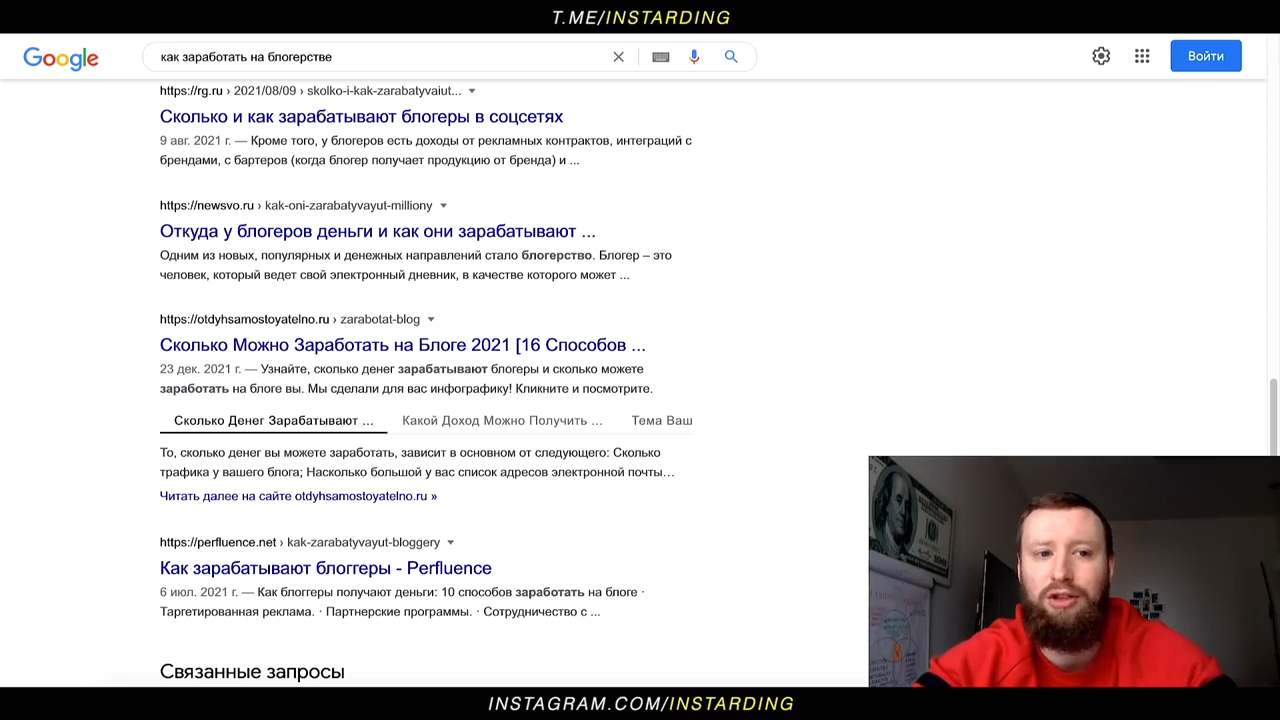 T.ME/INSTARDING
Google
как заработать на блогерстве
Войти
https://rg.ru › 2021/08/09 › skolko-i-kak-zarabatyvaiut...
Сколько и как зарабатывают блогеры в соцсетях
9 авг. 2021 г. — Кроме того, у блогеров есть доходы от рекламных контрактов, интеграций с
брендами, с бартеров (когда блогер получает продукцию от бренда) и ...
https://newsvo.ru › kak-oni-zarabatyvayut-milliony
Откуда у блогеров деньги и как они зарабатывают ...
Одним из новых, популярных и денежных направлений стало блогерство. Блогер – это
человек, который ведет свой электронный дневник, в качестве которого может ...
https://otdyhsamostoyatelno.ru › zarabotat-blog
Сколько Можно Заработать на Блоге 2021 [16 Способов ...
23 дек. 2021 г. — Узнайте, сколько денег зарабатывают блогеры и сколько можете
заработать на блоге вы. Мы сделали для вас инфографику! Кликните и посмотрите.
Сколько Денег Зарабатывают ... Какой Доход Можно Получить ... Тема Ваш
То, сколько денег вы можете заработать, зависит в основном от следующего: Сколько
трафика у вашего блога; Насколько большой у вас список адресов электронной почты…
Читать далее на сайте otdyhsamostoyatelno.ru »
https://perfluence.net › kak-zarabatyvayut-bloggery
Как зарабатывают блоггеры - Perfluence
6 июл. 2021 г. — Как блоггеры получают деньги: 10 способов заработать на блоге ·
Таргетированная реклама. · Партнерские программы. · Сотрудничество с ...
Связанные запросы
INSTAGRAM.COM/INSTARDING